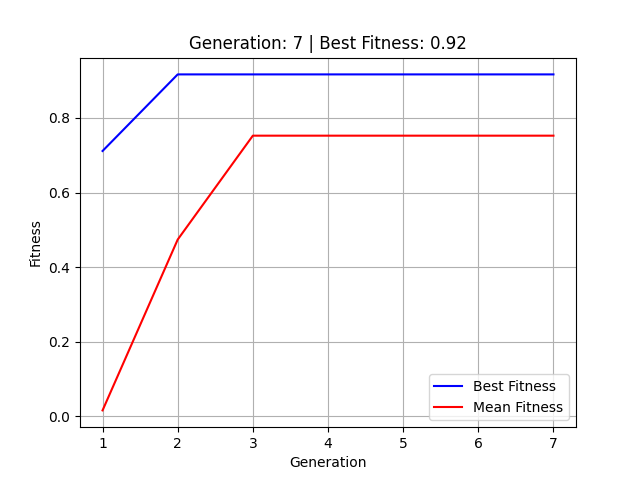 Generation: 7 | Best Fitness: 0.92
Fitness
0.8
0.6
0.4
0.2
0.0
Best Fitness
Mean Fitness
1 2 3 4 5 6 7
Generation